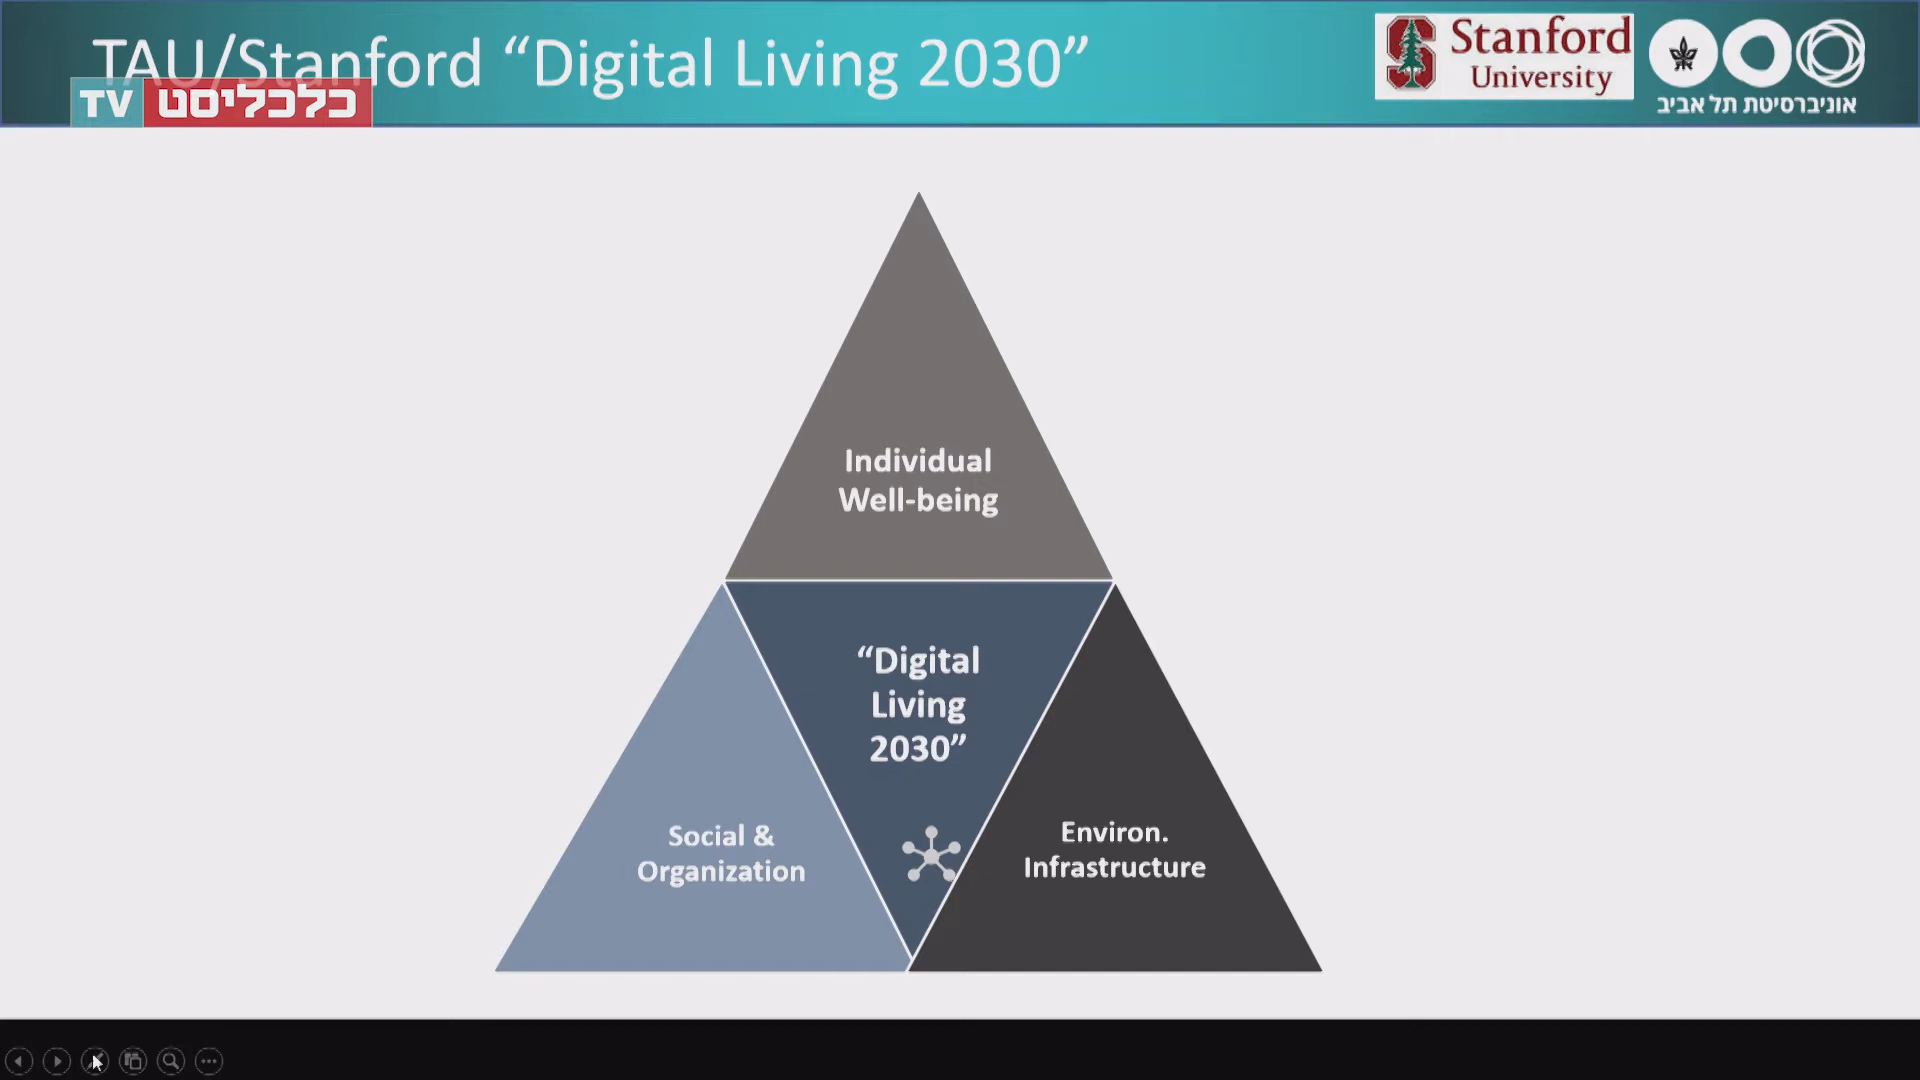 TAU/Stanford “Digital Living 2030”
TV כלכליסט
Stanford
University
אוניברסיטת תל אביב
Individual
Well-being
“Digital
Living
2030”
Social &
Organization
Environ.
Infrastructure